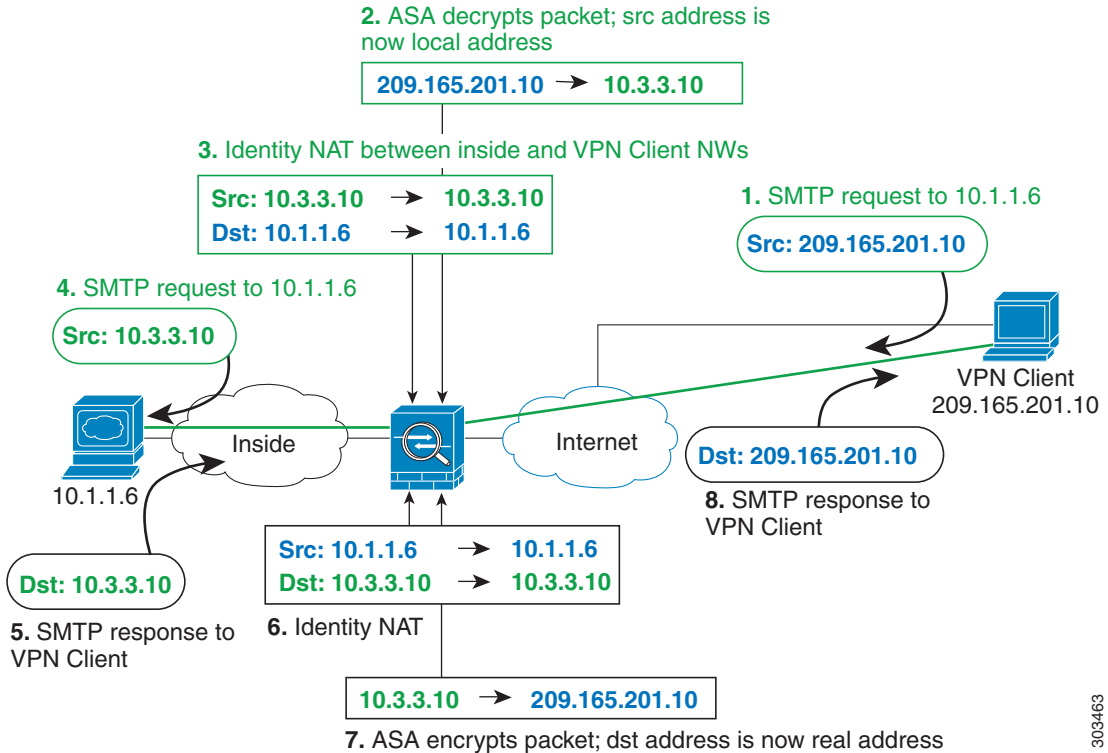 2. ASA decrypts packet; src address is
now local address
209.165.201.10 → 10.3.3.10
3. Identity NAT between inside and VPN Client NWs
Src: 10.3.3.10 → 10.3.3.10
Dst: 10.1.1.6 → 10.1.1.6
1. SMTP request to 10.1.1.6
Src: 209.165.201.10
4. SMTP request to 10.1.1.6
Src: 10.3.3.10
VPN Client
209.165.201.10
Inside
Internet
10.1.1.6
Dst: 209.165.201.10
8. SMTP response to
VPN Client
Src: 10.1.1.6 → 10.1.1.6
Dst: 10.3.3.10 → 10.3.3.10
6. Identity NAT
Dst: 10.3.3.10
5. SMTP response to
VPN Client
10.3.3.10 → 209.165.201.10
7. ASA encrypts packet; dst address is now real address
303463